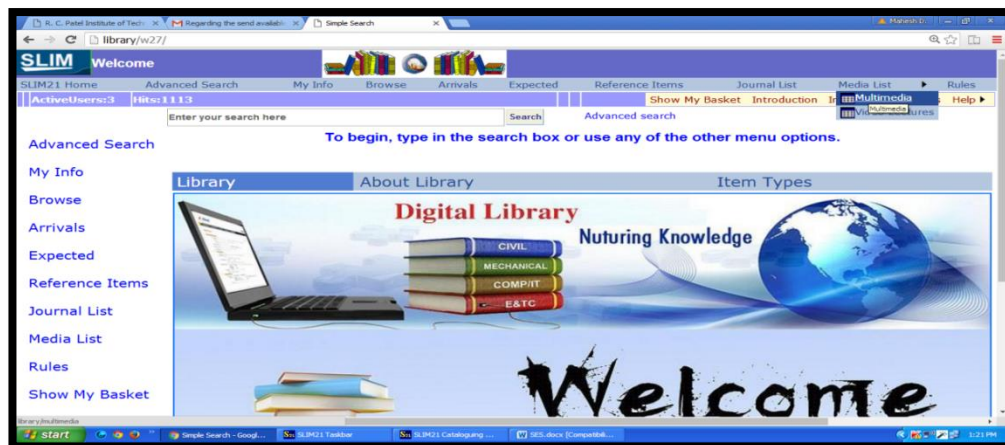 R. C. Patel Institute of Tech
Regarding the send availab
Simple Search
Mahesh D.
library/w27/
SLIM Welcome
SLIM21 Home Advanced Search My Info Browse Arrivals Expected Reference Items Journal List Media List Rules
ActiveUsers:3 Hits:1113
Show My Basket Introduction Multimedia Help
Enter your search here Search Advanced search
Multimedia
To begin, type in the search box or use any of the other menu options.
Advanced Search
My Info
Browse
Arrivals
Expected
Reference Items
Journal List
Media List
Rules
Show My Basket
Library About Library Item Types
Digital Library
Nuturing Knowledge
CIVIL
MECHANICAL
COMP/IT
E&TC
Welcome
library/multimedia
start
Simple Search - Googl...
SLIM21 Taskbar
SLIM21 Cataloguing ...
SES.docx [Compatibili...
1:21 PM